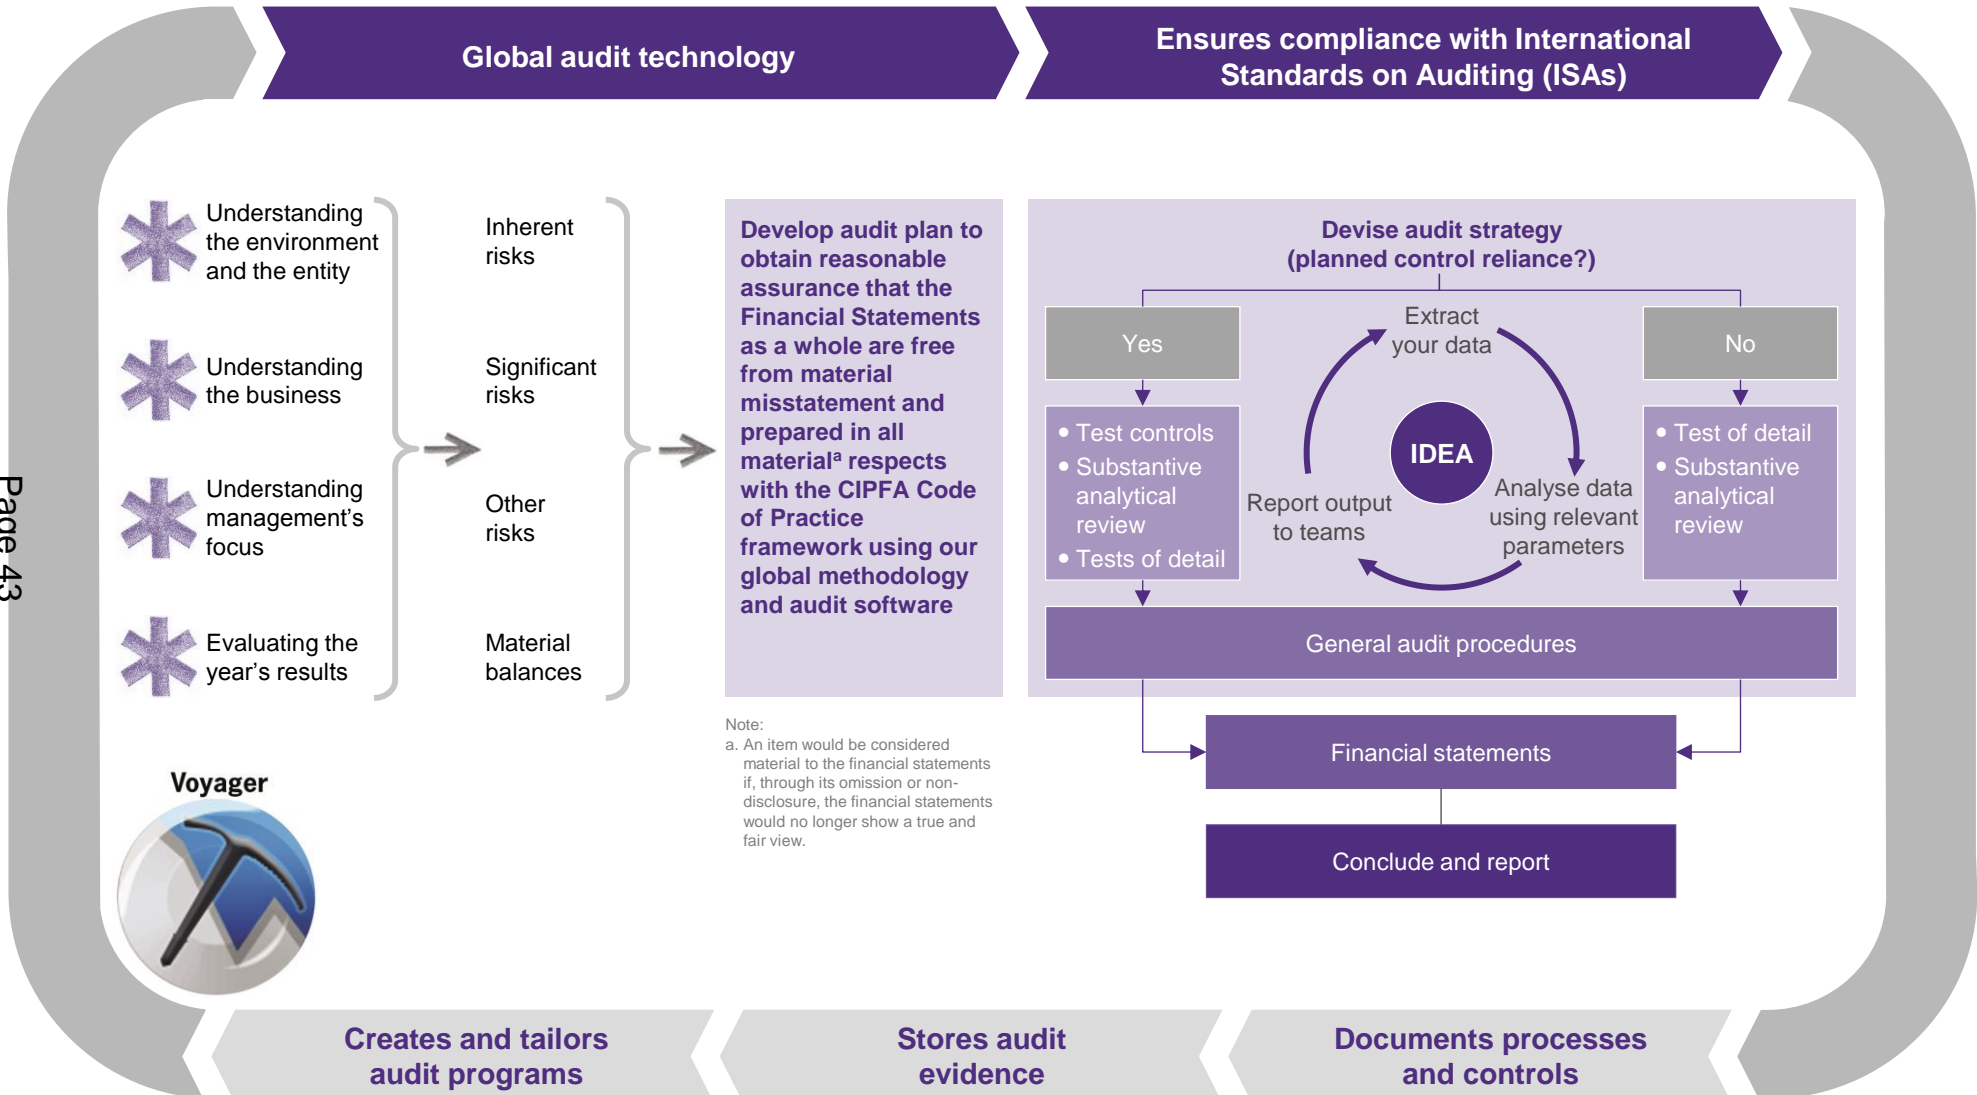 Global audit technology
Ensures compliance with International
Standards on Auditing (ISAs)
Understanding
the environment
and the entity
Understanding
the business
Understanding
management’s
focus
Evaluating the
year’s results
Inherent
risks
Significant
risks
Other
risks
Material
balances
Develop audit plan to
obtain reasonable
assurance that the
Financial Statements
as a whole are free
from material
misstatement and
prepared in all
materialᵃ respects
with the CIPFA Code
of Practice
framework using our
global methodology
and audit software
Note:
a. An item would be considered
material to the financial statements
if, through its omission or non-
disclosure, the financial statements
would no longer show a true and
fair view.
Devise audit strategy
(planned control reliance?)
Yes
• Test controls
• Substantive
analytical
review
• Tests of detail
Extract
your data
IDEA
Analyse data
using relevant
parameters
Report output
to teams
No
• Test of detail
• Substantive
analytical
review
General audit procedures
Financial statements
Conclude and report
Voyager
Creates and tailors
audit programs
Stores audit
evidence
Documents processes
and controls
Page 43